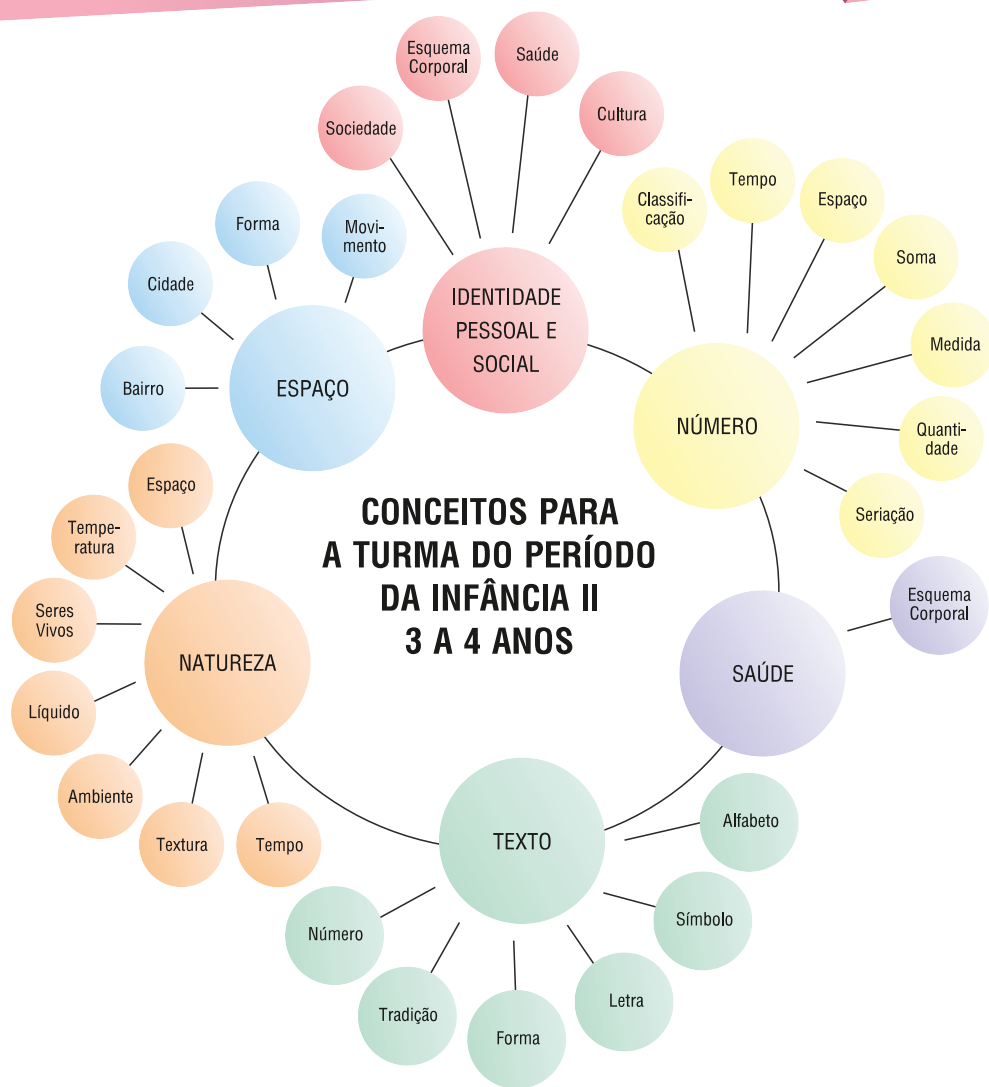 Esquema
Corporal
Saúde
Sociedade
Cultura
IDENTIDADE
PESSOAL E
SOCIAL
Classifi-
cação
Tempo
Espaço
Soma
Medida
Quanti-
dade
Seriação
NÚMERO
Forma
Movi-
mento
Cidade
Bairro
ESPAÇO
CONCEITOS PARA
A TURMA DO PERÍODO
DA INFÂNCIA II
3 A 4 ANOS
Espaço
Tempe-
ratura
Seres
Vivos
Líquido
Ambiente
Textura
Tempo
NATUREZA
Esquema
Corporal
SAÚDE
TEXTO
Alfabeto
Símbolo
Letra
Forma
Tradição
Número